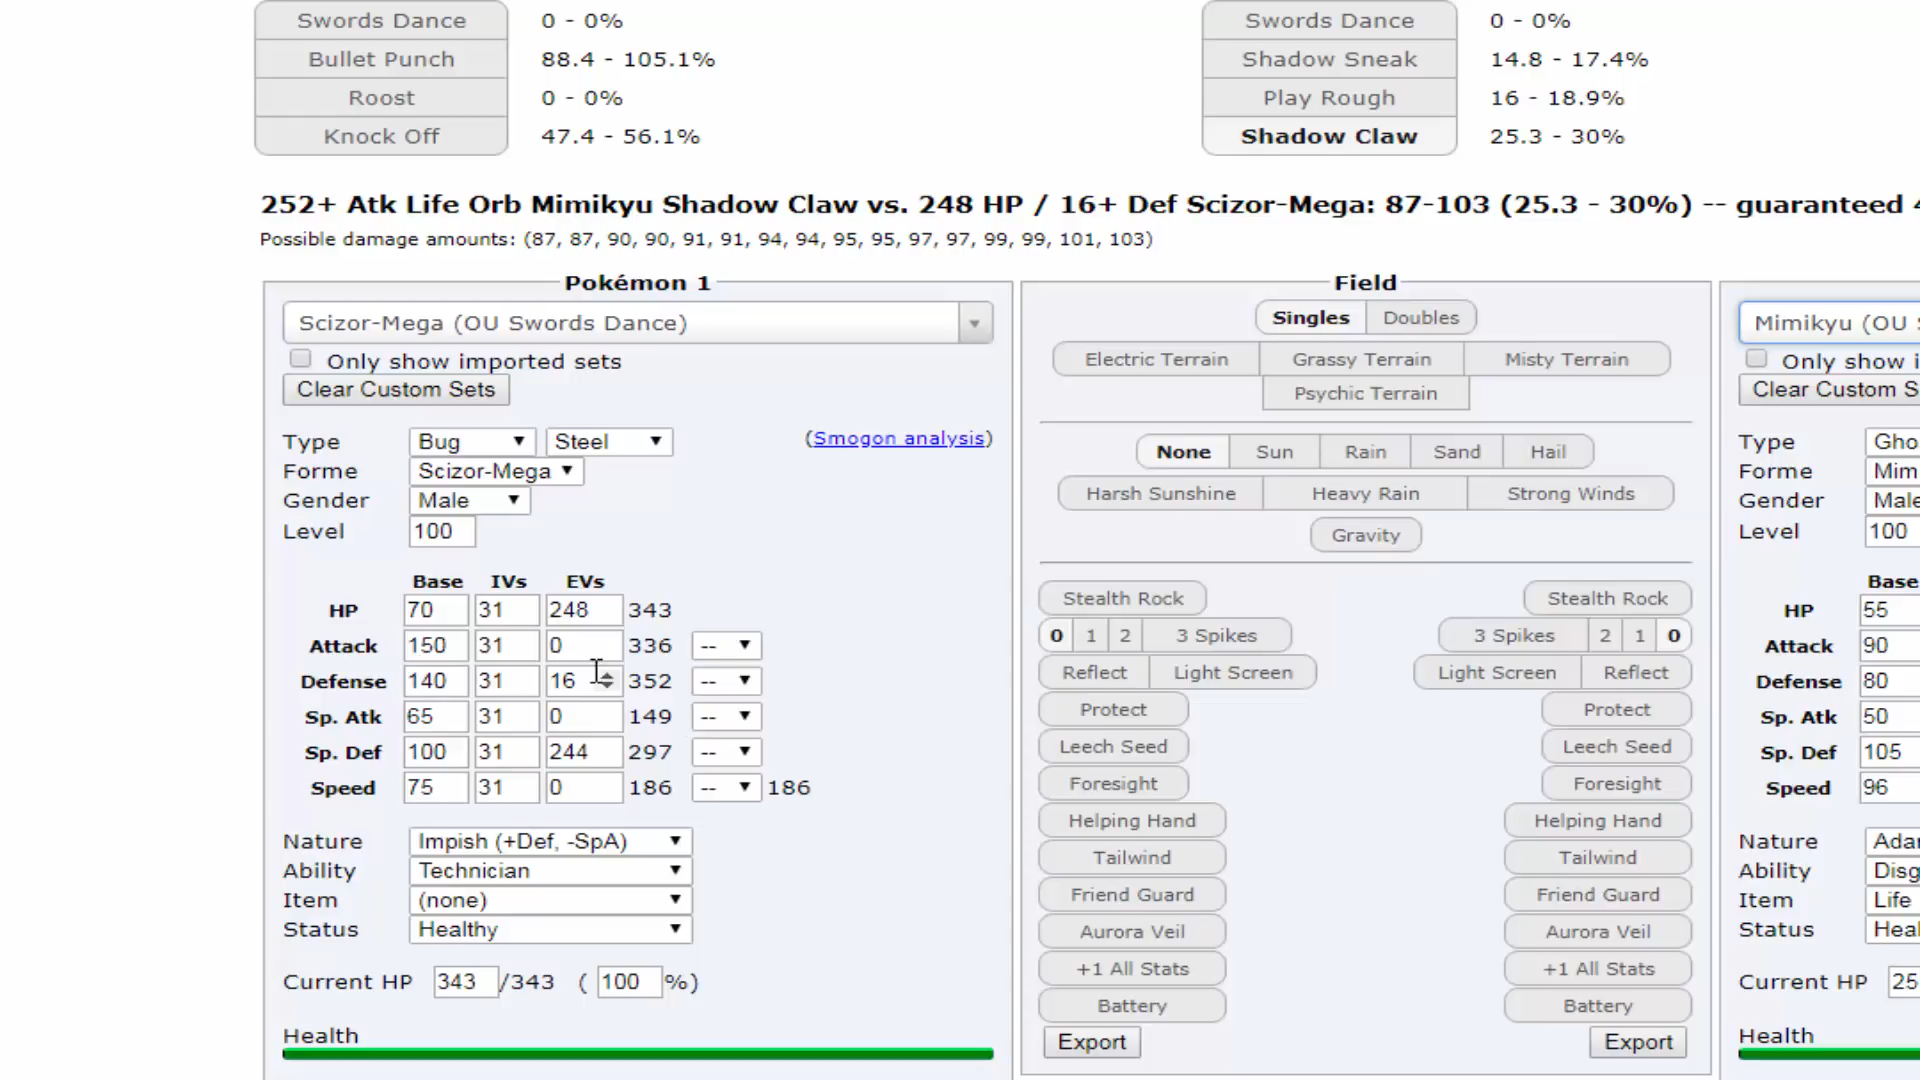 Swords Dance 0 - 0% Swords Dance 0 - 0%
Bullet Punch 88.4 - 105.1% Shadow Sneak 14.8 - 17.4%
Roost 0 - 0% Play Rough 16 - 18.9%
Knock Off 47.4 - 56.1% Shadow Claw 25.3 - 30%
252+ Atk Life Orb Mimikyu Shadow Claw vs. 248 HP / 16+ Def Scizor-Mega: 87-103 (25.3 - 30%) -- guaranteed
Possible damage amounts: (87, 87, 90, 90, 91, 91, 94, 94, 95, 95, 97, 97, 99, 99, 101, 103)
Pokémon 1 Field
Scizor-Mega (OU Swords Dance) Singles Doubles Mimikyu (OU
Only show imported sets Electric Terrain Grassy Terrain Misty Terrain Only show i
Clear Custom Sets Psychic Terrain Clear Custom S
Type Bug Steel (Smogon analysis) None Sun Rain Sand Hail Type Gho
Forme Scizor-Mega Forme Mim
Gender Male Harsh Sunshine Heavy Rain Strong Winds Gender Male
Level 100 Gravity Level 100
Base IVs EVs Base
HP 70 31 248 343 Stealth Rock Stealth Rock HP 55
Attack 150 31 0 336 -- 0 1 2 3 Spikes 3 Spikes 2 1 0 Attack 90
Defense 140 31 16 352 -- Reflect Light Screen Light Screen Reflect Defense 80
Sp. Atk 65 31 0 149 -- Protect Protect Sp. Atk 50
Sp. Def 100 31 244 297 -- Leech Seed Leech Seed Sp. Def 105
Speed 75 31 0 186 -- 186 Foresight Foresight Speed 96
Nature Impish (+Def, -SpA) Helping Hand Helping Hand Nature Adar
Ability Technician Tailwind Tailwind Ability Disg
Item (none) Friend Guard Friend Guard Item Life
Status Healthy Aurora Veil Aurora Veil Status Heal
Current HP 343/343 (100 %) +1 All Stats +1 All Stats Current HP 25
Battery Battery
Health Export Export Health